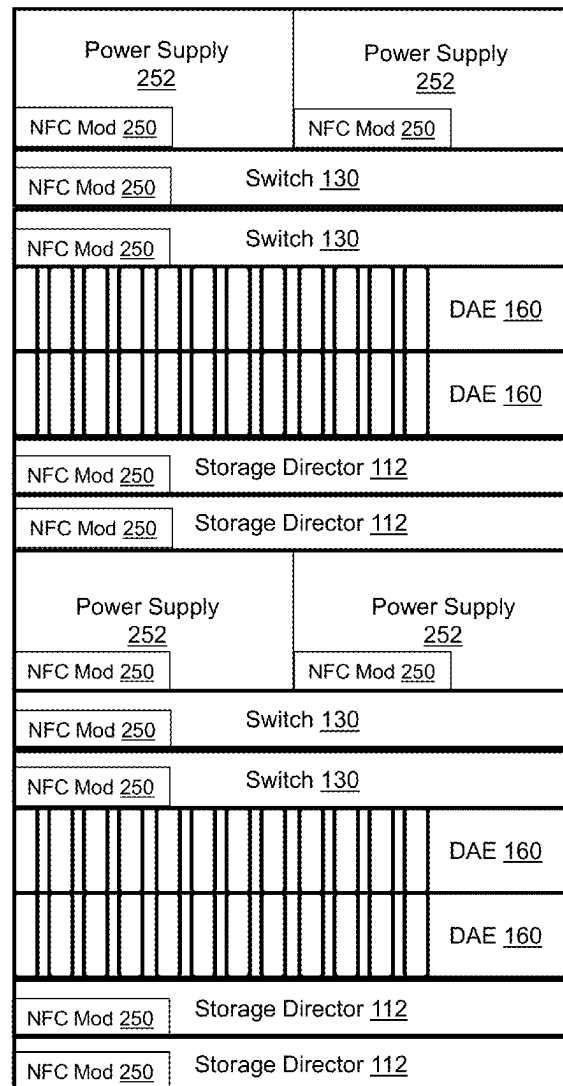 Power Supply Power Supply
252 252
NFC Mod 250 NFC Mod 250
NFC Mod 250 Switch 130
NFC Mod 250 Switch 130
DAE 160
DAE 160
NFC Mod 250 Storage Director 112
NFC Mod 250 Storage Director 112
Power Supply Power Supply
252 252
NFC Mod 250 NFC Mod 250
NFC Mod 250 Switch 130
NFC Mod 250 Switch 130
DAE 160
DAE 160
NFC Mod 250 Storage Director 112
NFC Mod 250 Storage Director 112